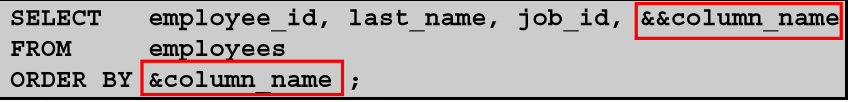 SELECT employee_id, last_name, job_id, &&column_name
FROM employees
ORDER BY &column_name ;